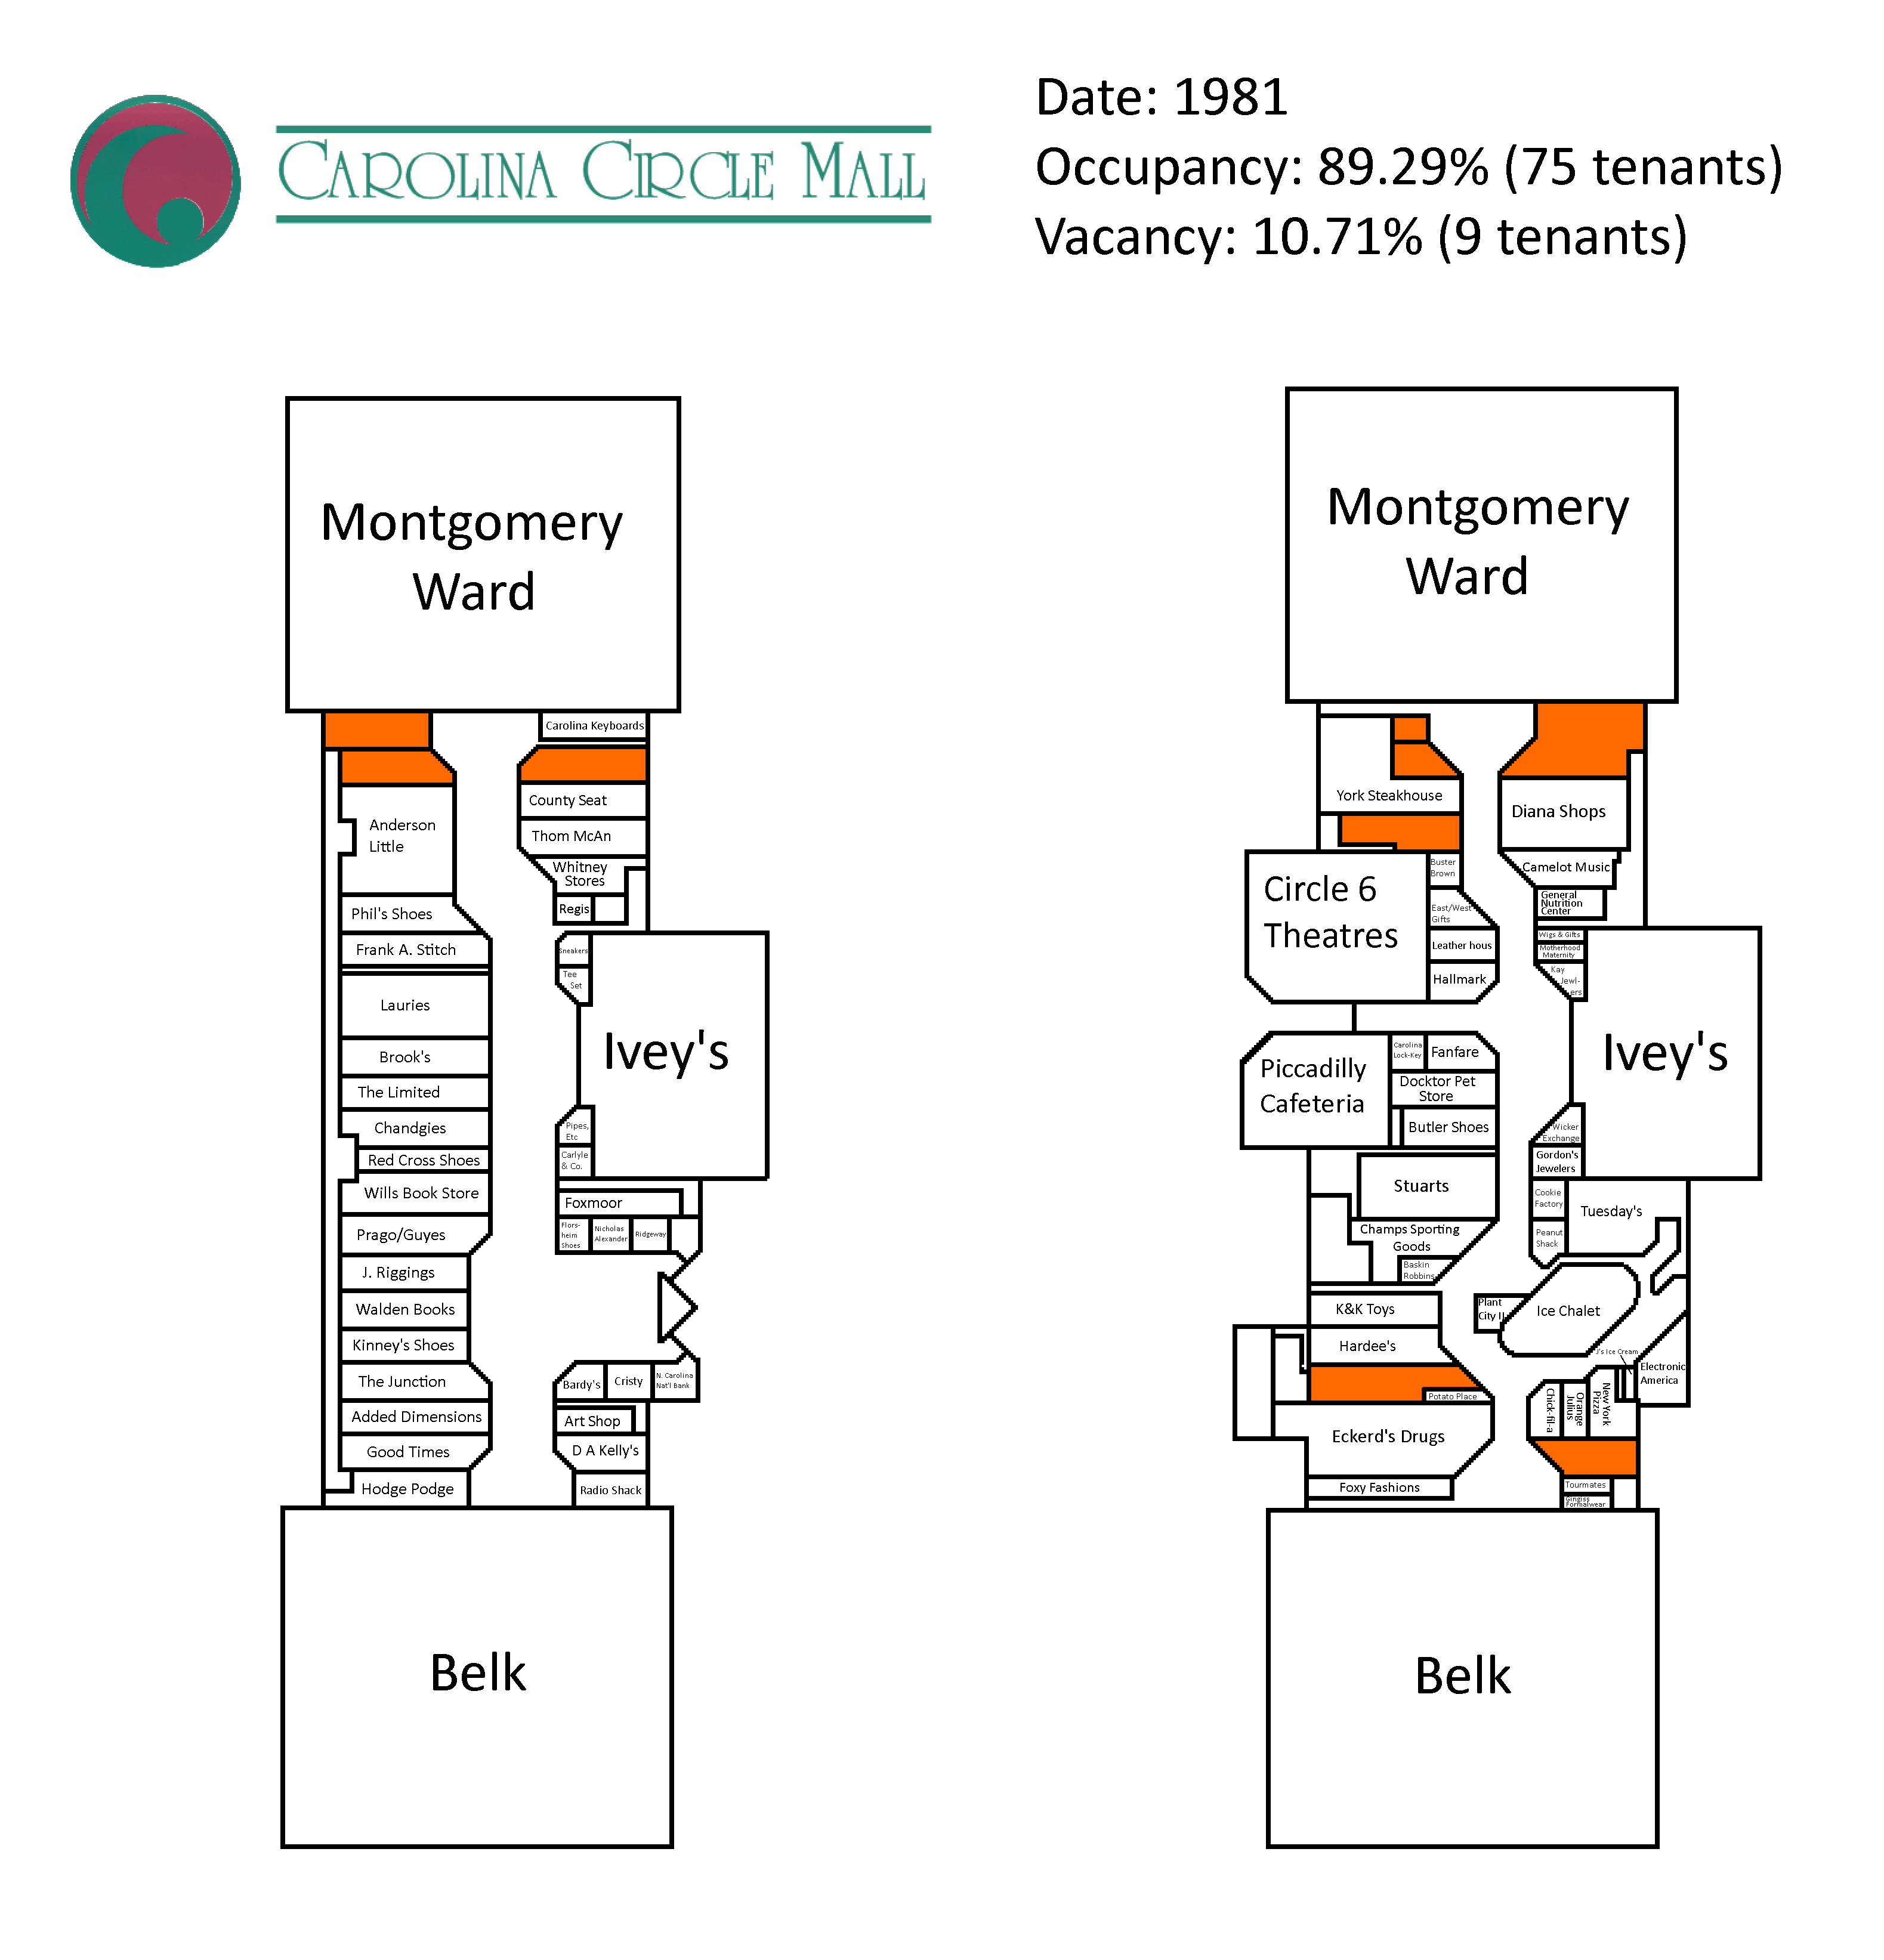 CAROLINA CIRCLE MALL
Date: 1981
Occupancy: 89.29% (75 tenants)
Vacancy: 10.71% (9 tenants)
Montgomery
Ward
Carolina Keyboards
County Seat
Thom McAn
Whitney
Stores
Regis
Anderson
Little
Phil's Shoes
Frank A. Stitch
Lauries
Brook's
The Limited
Chandgies
Red Cross Shoes
Wills Book Store
Prago/Guyes
J. Riggings
Walden Books
Kinney's Shoes
The Junction
Added Dimensions
Good Times
Hodge Podge
Sneakers
Tee
Set
Ivey's
Pipes,
Etc
Carlyle
& Co.
Foxmoor
Flors-
heim
Shoes
Nicholas
Alexander
Ridgeway
Bardy's
Cristy
N. Carolina
Nat'l Bank
Art Shop
D A Kelly's
Radio Shack
Belk
Montgomery
Ward
York Steakhouse
Diana Shops
Circle 6
Theatres
Buster
Brown
East/West
Gifts
Leather hous
Hallmark
Camelot Music
General
Nutrition
Center
Wigs & Gifts
Motherhood
Maternity
Kay
Jewl-
ers
Ivey's
Piccadilly
Cafeteria
Carolina
Lock-Key
Fanfare
Docktor Pet
Store
Butler Shoes
Wicker
Exchange
Gordon's
Jewelers
Stuarts
Champs Sporting
Goods
Baskin
Robbins
Cookie
Factory
Peanut
Shack
Tuesday's
K&K Toys
Hardee's
Potato Place
Eckerd's Drugs
Foxy Fashions
Plant
City II
Ice Chalet
J's Ice Cream
Electronic
America
Chick-fil-a
Orange
Julius
New York
Pizza
Tourmates
Gingiss
Formalwear
Belk